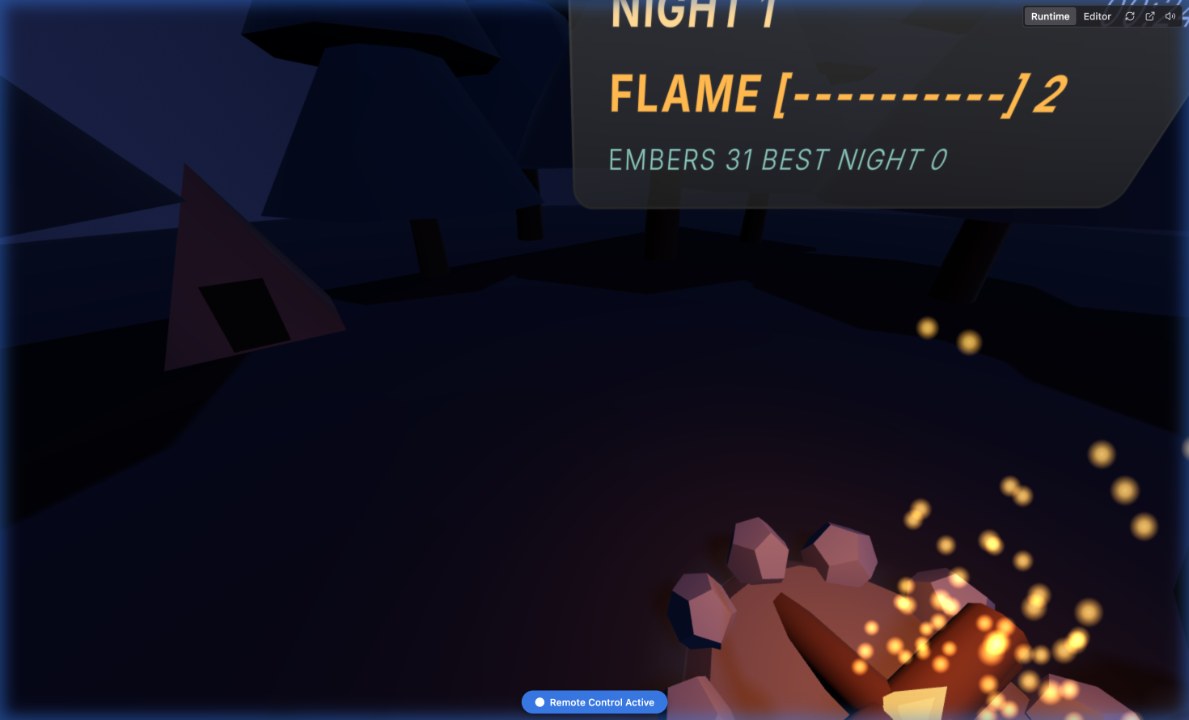 NIGHT 1
Runtime Editor
FLAME [-----------] 2
EMBERS 31 BEST NIGHT 0
Remote Control Active